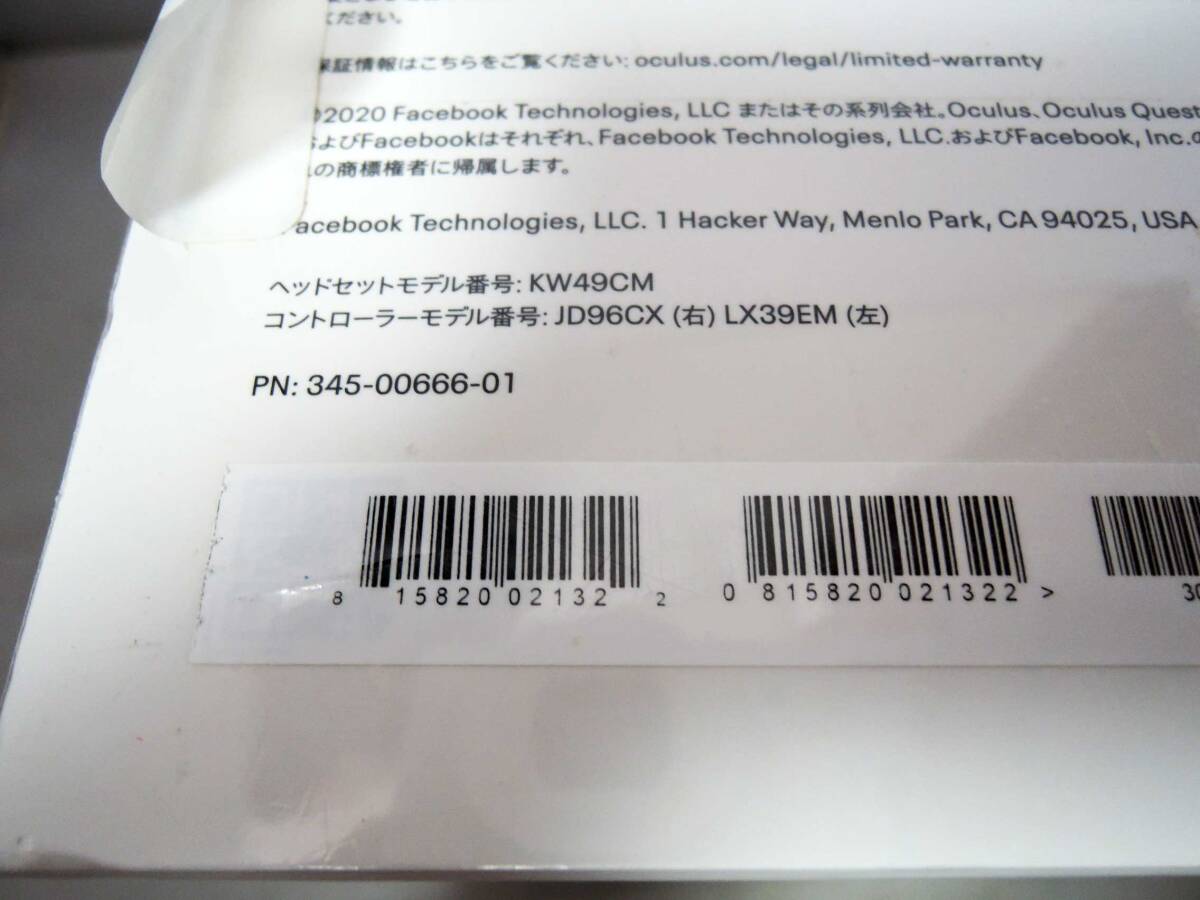 ください。
保証情報はこちらをご覧ください: oculus.com/legal/limited-warranty
©2020 Facebook Technologies, LLC またはその系列会社。Oculus、Oculus Quest
およびFacebookはそれぞれ、Facebook Technologies, LLC.およびFacebook, Inc.の
の商標権者に帰属します。
Facebook Technologies, LLC. 1 Hacker Way, Menlo Park, CA 94025, USA
ヘッドセットモデル番号: KW49CM
コントローラーモデル番号: JD96CX (右) LX39EM (左)
PN: 345-00666-01
8 15820 02132 2 0 815820 021322 > 30